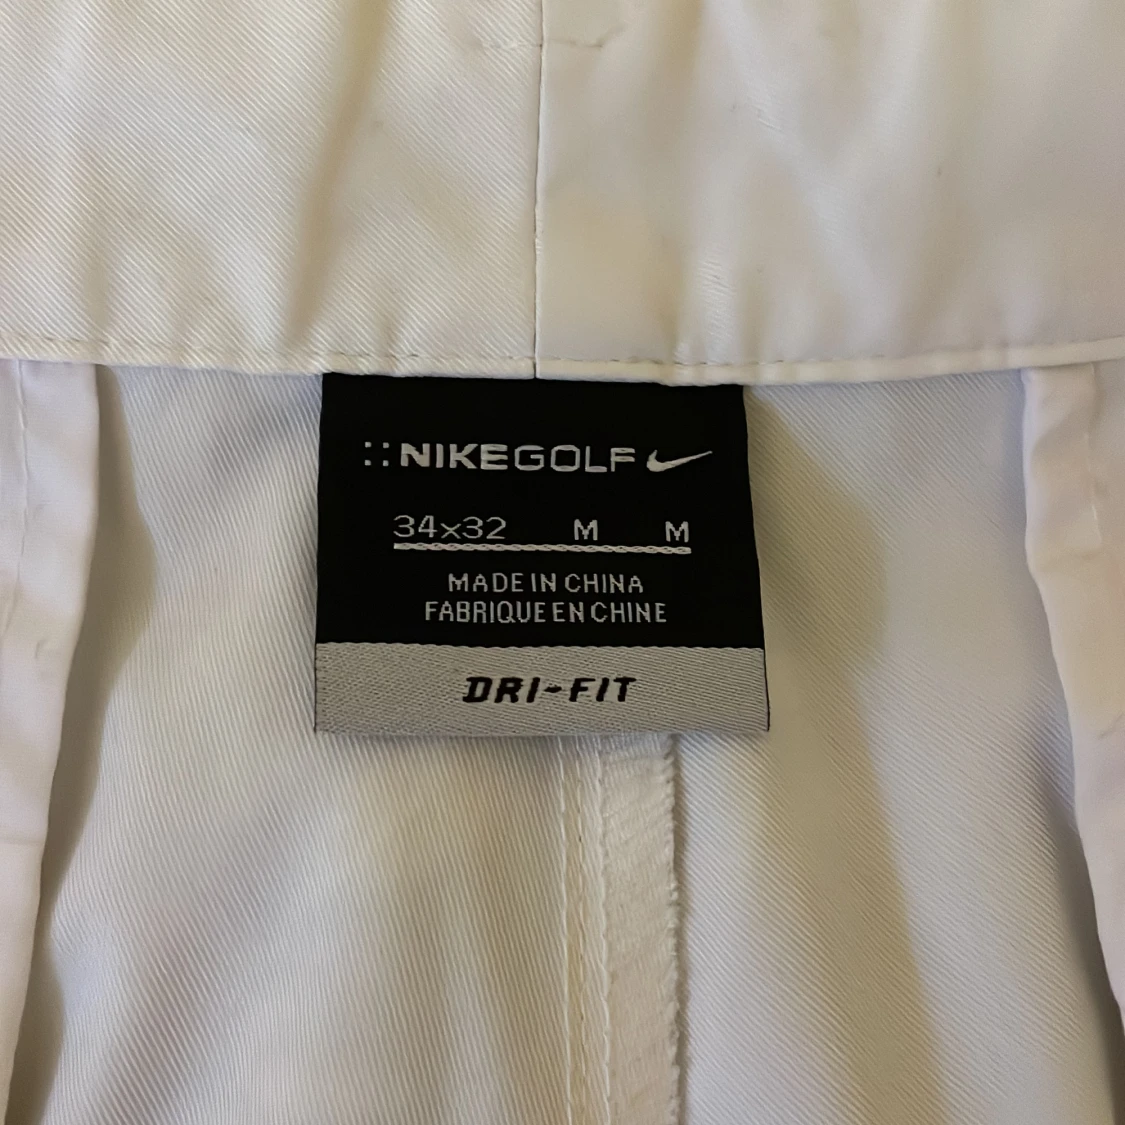 ::NIKEGOLF
34x32 M M
MADE IN CHINA
FABRIQUE EN CHINE
DRI-FIT